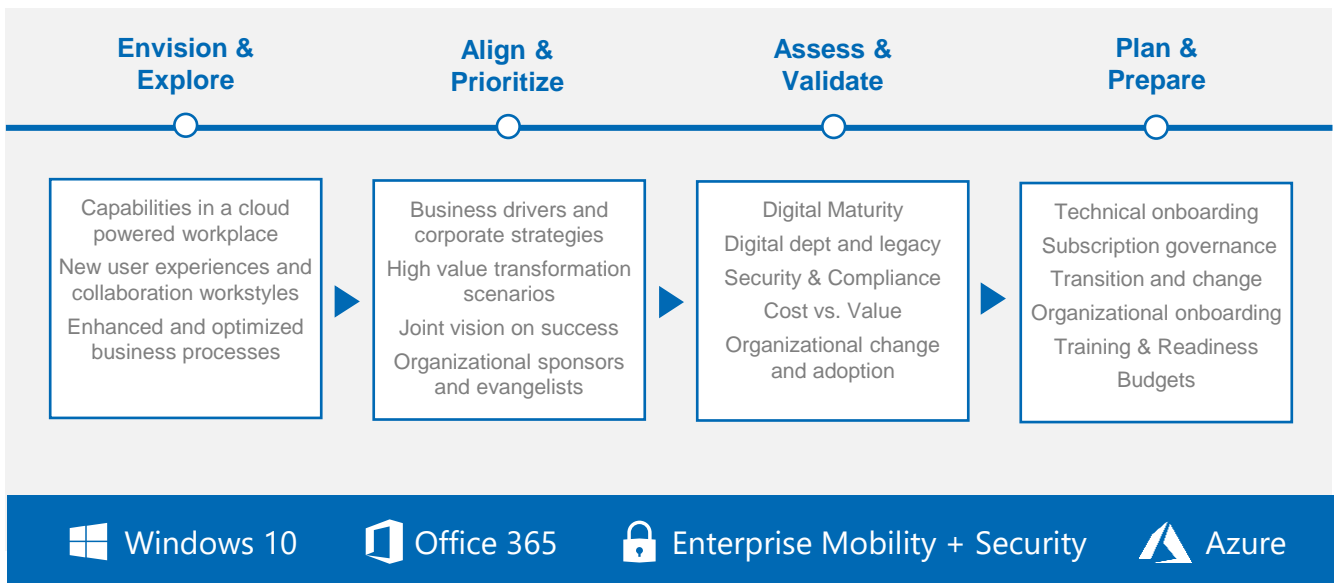 Envision &
Explore
Align &
Prioritize
Assess &
Validate
Plan &
Prepare
Capabilities in a cloud
powered workplace
New user experiences and
collaboration workstyles
Enhanced and optimized
business processes
Business drivers and
corporate strategies
High value transformation
scenarios
Joint vision on success
Organizational sponsors
and evangelists
Digital Maturity
Digital dept and legacy
Security & Compliance
Cost vs. Value
Organizational change
and adoption
Technical onboarding
Subscription governance
Transition and change
Organizational onboarding
Training & Readiness
Budgets
Windows 10
Office 365
Enterprise Mobility + Security
Azure